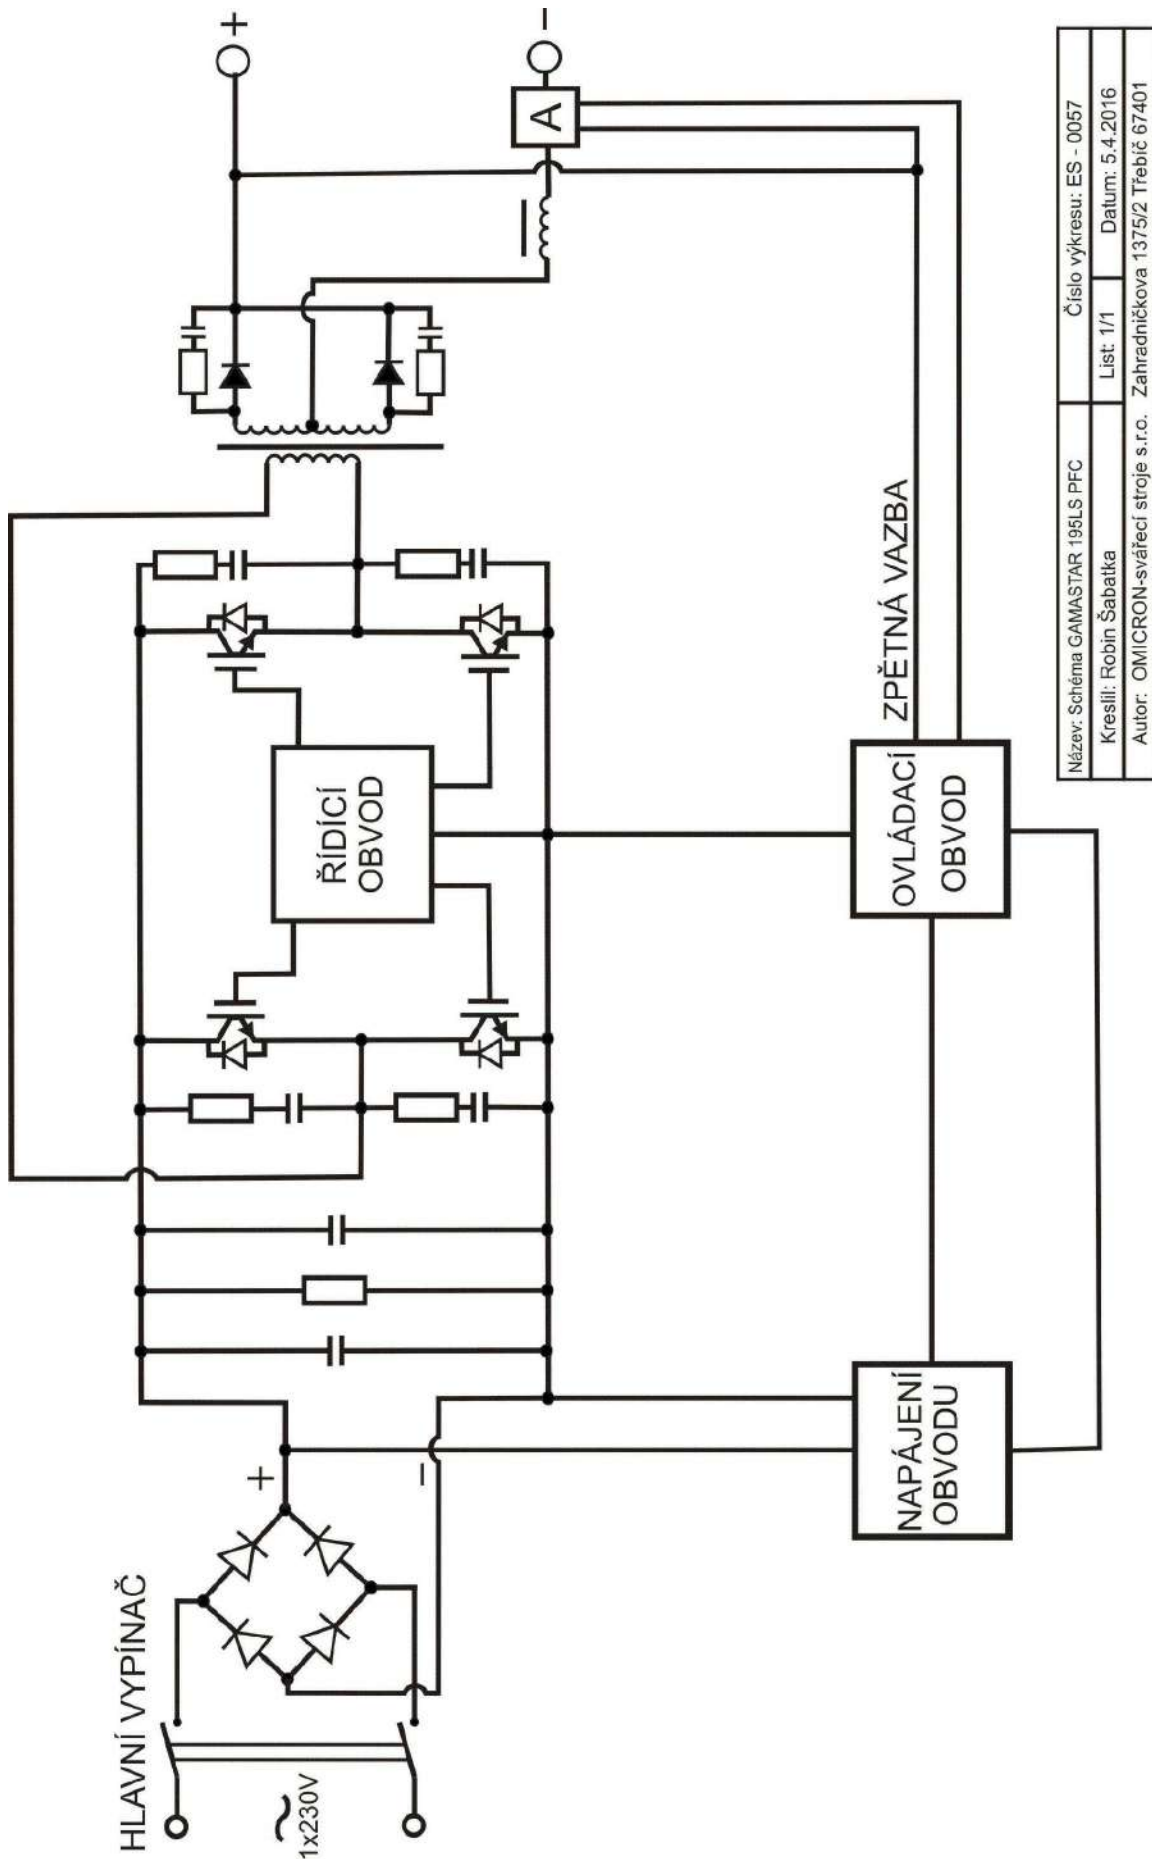 HLAVNÍ VYPÍNAČ
1x230V
+
−
NAPÁJENÍ
OBVODU
ŘÍDÍCÍ
OBVOD
OVLÁDACÍ
OBVOD
ZPĚTNÁ VAZBA
A
+
−
Název: Schéma GAMASTAR 195LS PFC Číslo výkresu: ES - 0057
Kreslil: Robin Šabatka List: 1/1 Datum: 5.4.2016
Autor: OMICRON-svářecí stroje s.r.o. Zahradníčkova 1375/2 Třebíč 67401